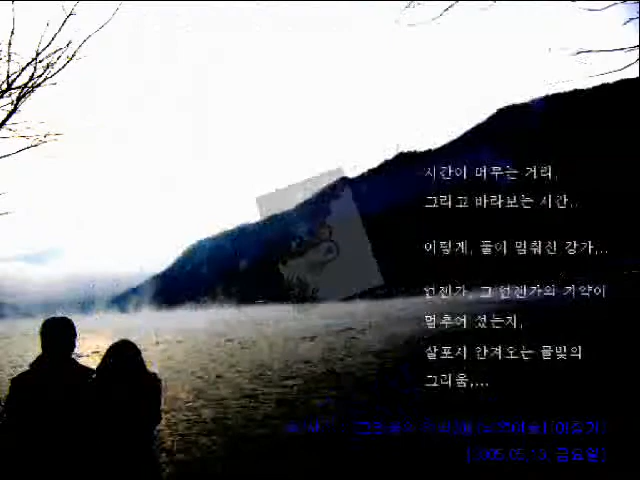 시간이 머무는 거리,
그리고 바라보는 시간..
이렇게, 둘이 멈춰진 강가,..
언젠가, 그 언젠가의 기약이
멈추어 섰는지,
살포시 안겨오는 물빛의
그리움,...
2005.05.13. 금요일]